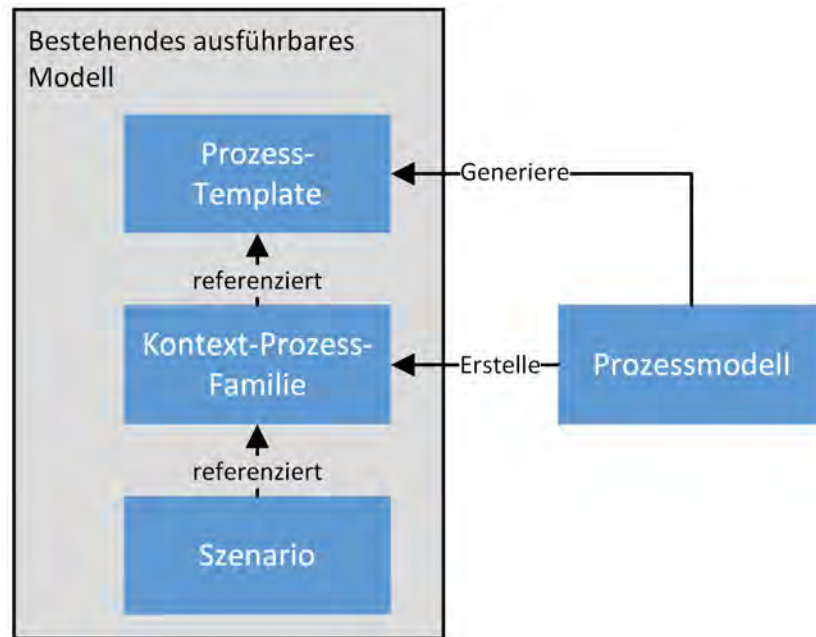 Bestehendes ausführbares
Modell
Prozess-
Template
Generiere
referenziert
Kontext-Prozess-
Familie
Erstelle
Prozessmodell
referenziert
Szenario